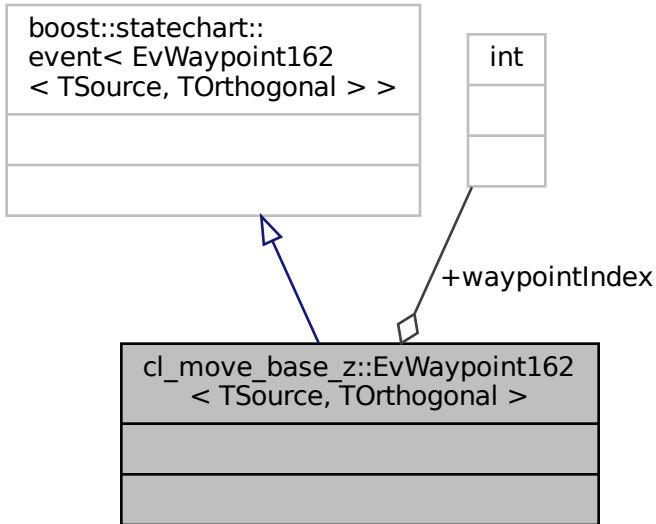 boost::statechart::
event< EvWaypoint162
< TSource, TOrthogonal > >
int
+waypointIndex
cl_move_base_z::EvWaypoint162
< TSource, TOrthogonal >